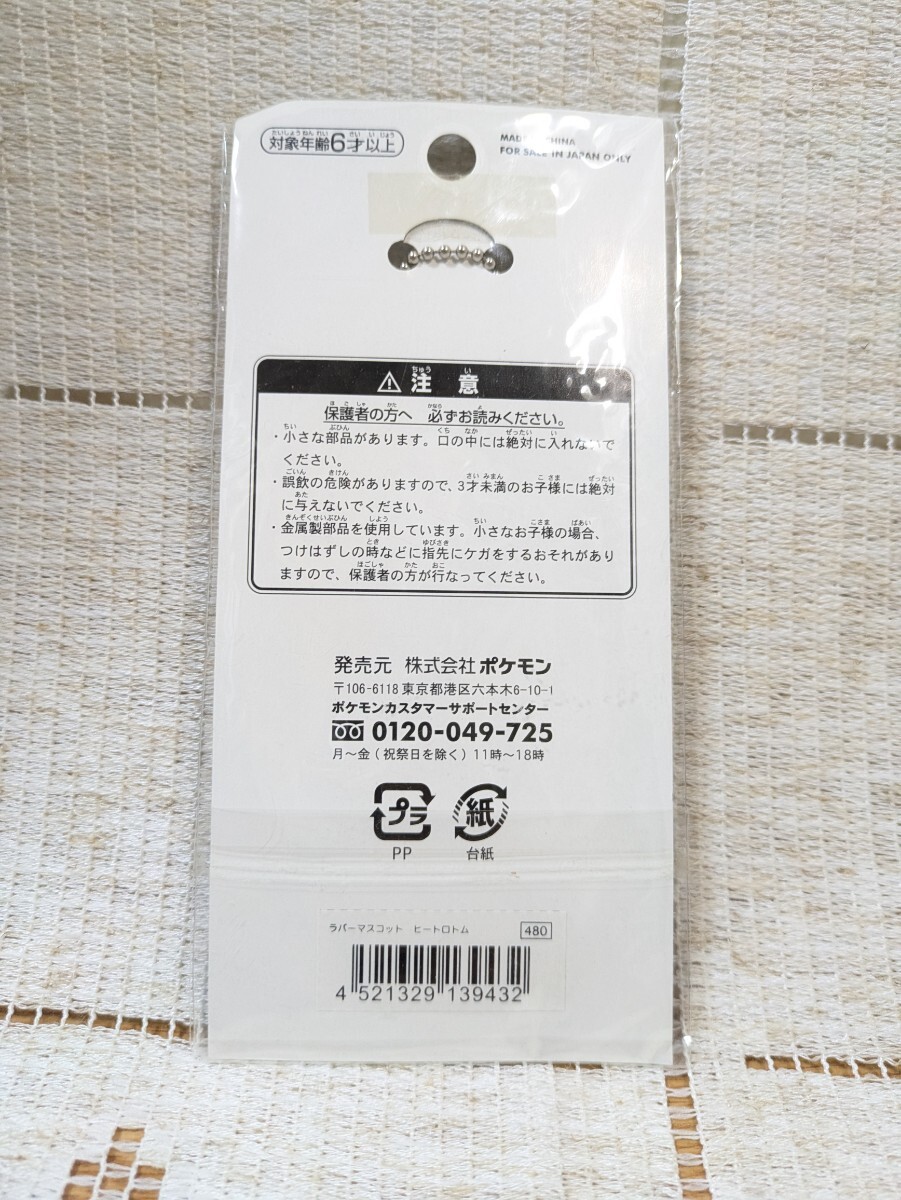 対象年齢6才以上
MADE IN CHINA
FOR SALE IN JAPAN ONLY
⚠ 注意
保護者の方へ 必ずお読みください。
・小さな部品があります。口の中には絶対に入れないで
ください。
・誤飲の危険がありますので、3才未満のお子様には絶対
に与えないでください。
・金属製部品を使用しています。小さなお子様の場合、
つけはずしの時などに指先にケガをするおそれがあり
ますので、保護者の方が行なってください。
発売元 株式会社ポケモン
〒106-6118 東京都港区六本木6-10-1
ポケモンカスタマーサポートセンター
0120-049-725
月～金(祝祭日を除く)11時～18時
プラ 紙
PP 台紙
ラバーマスコット ヒートロトム 480
4 521329 139432